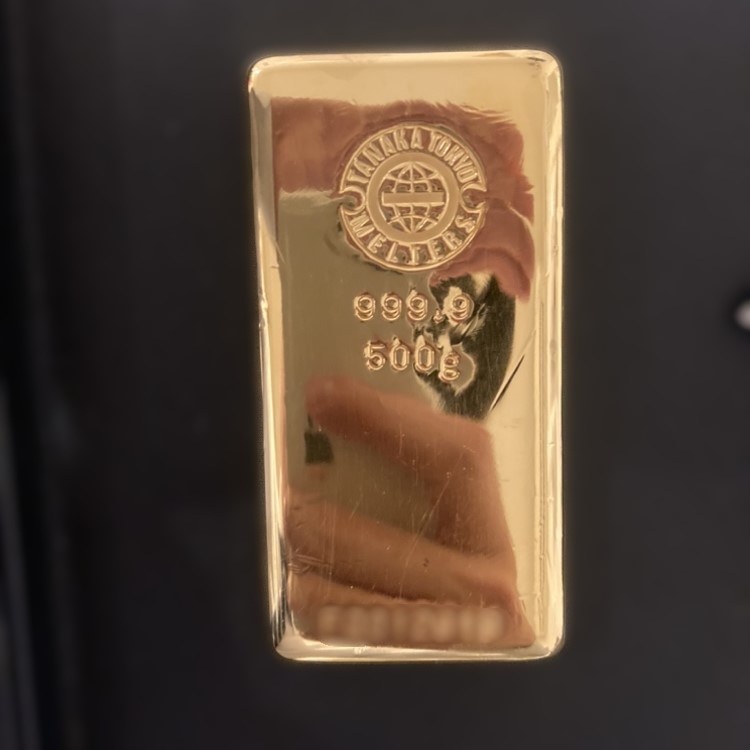 TANAKA TOKYO
MELTERS
999.9
500g